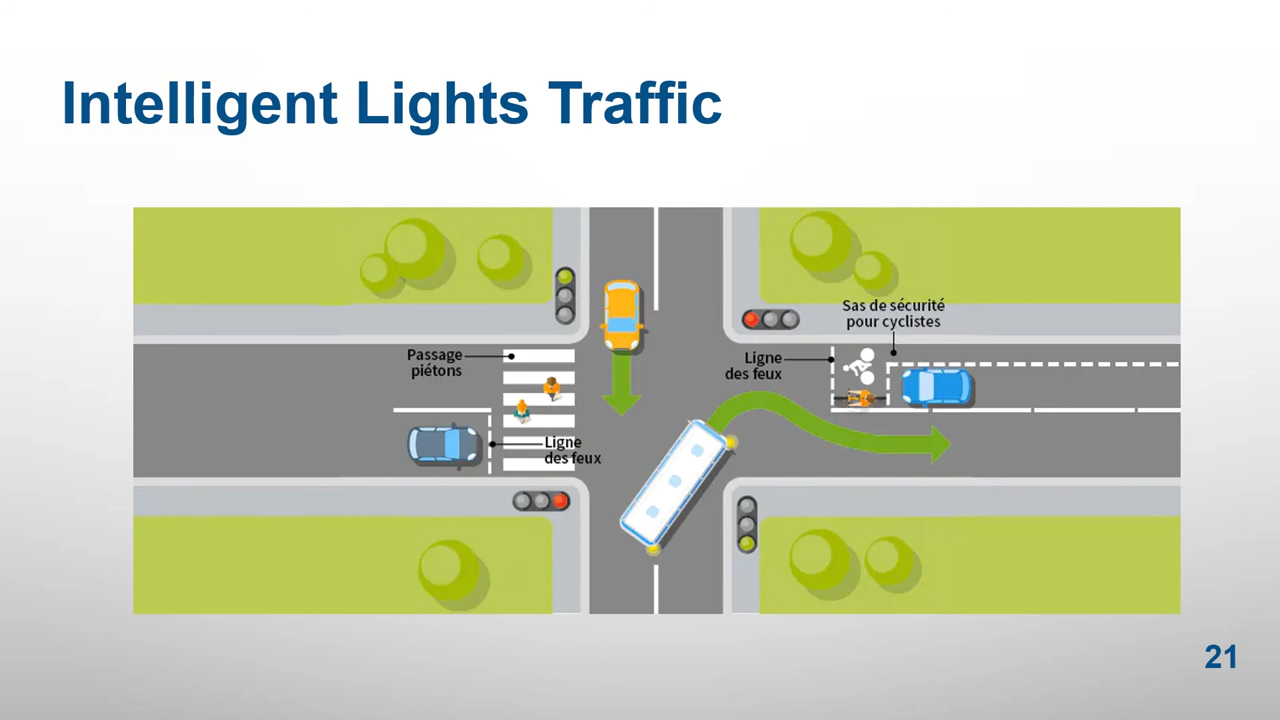 Intelligent Lights Traffic
Sas de sécurité
pour cyclistes
Passage
piétons
Ligne
des feux
Ligne
des feux
21